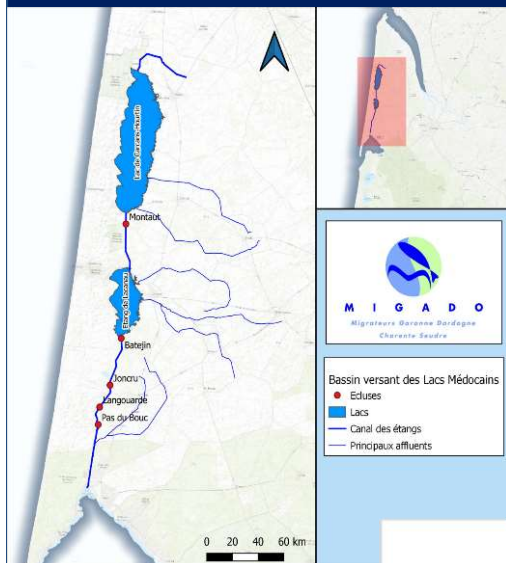 Lac de Carcans-Hourtin
Montaut
Etang de Lacanau
Batejin
Joncru
Langouarde
Pas du Bouc
0 20 40 60 km
MIGADO
Migrateurs Garonne Dordogne
Charente Seudre
Bassin versant des Lacs Médocains
Ecluses
Lacs
Canal des étangs
Principaux affluents